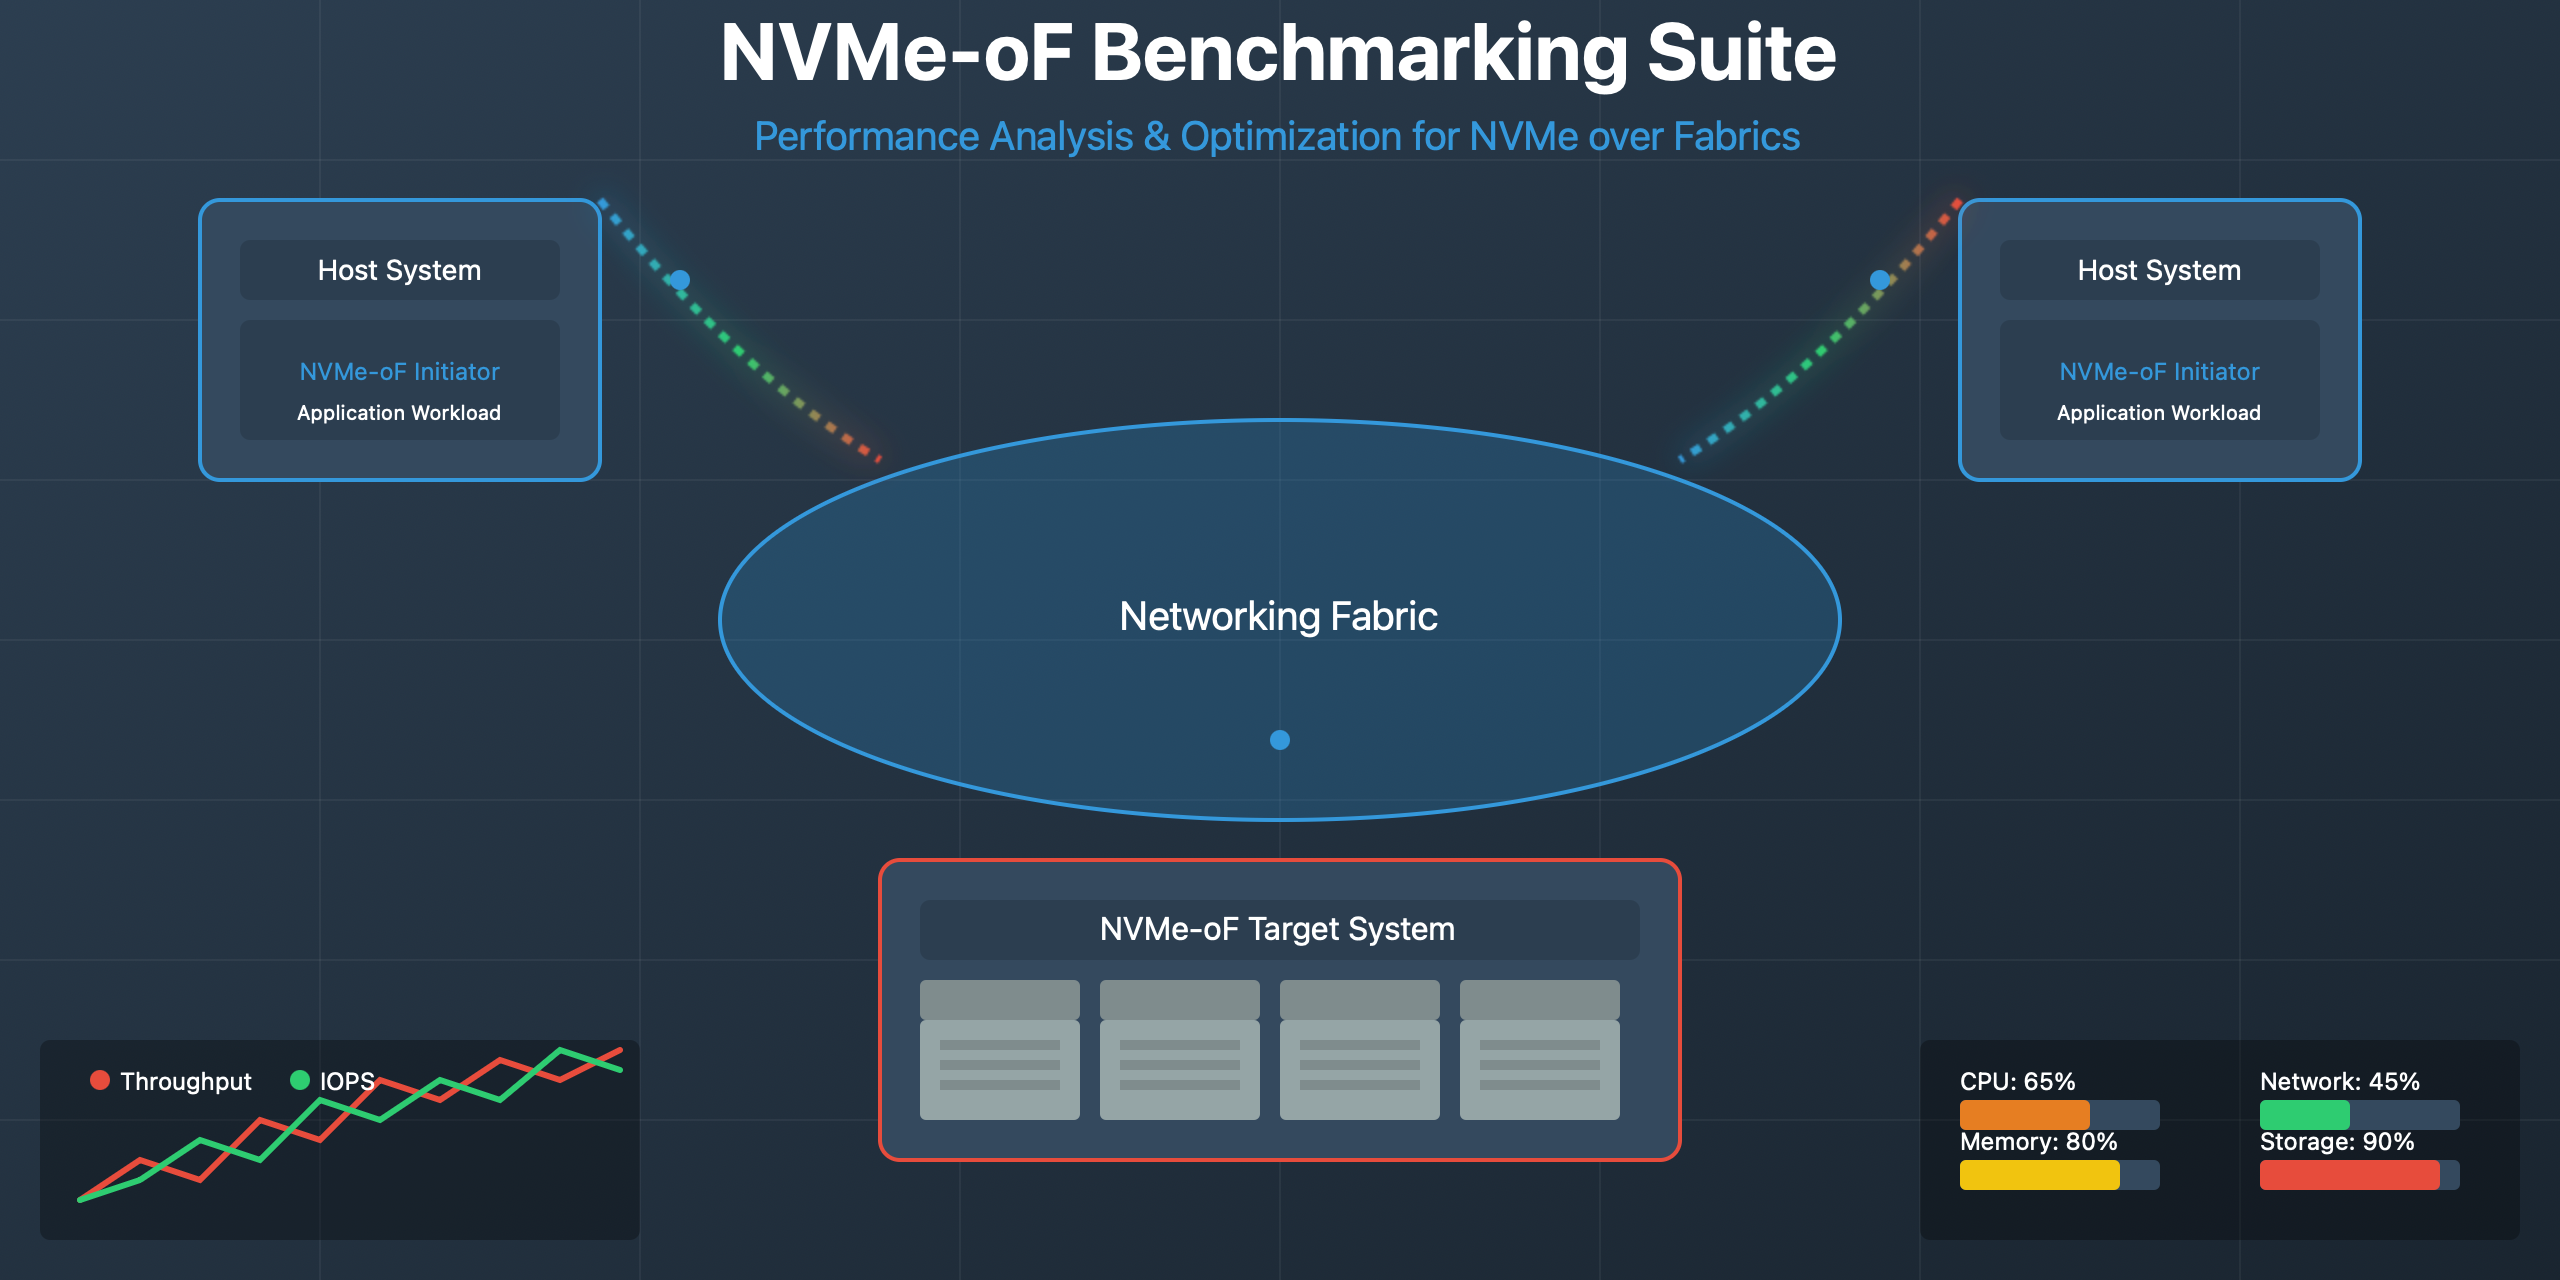 NVMe-oF Benchmarking Suite
Performance Analysis & Optimization for NVMe over Fabrics
Host System
NVMe-oF Initiator
Application Workload
Host System
NVMe-oF Initiator
Application Workload
Networking Fabric
NVMe-oF Target System
Throughput
IOPS
CPU: 65%
Network: 45%
Memory: 80%
Storage: 90%